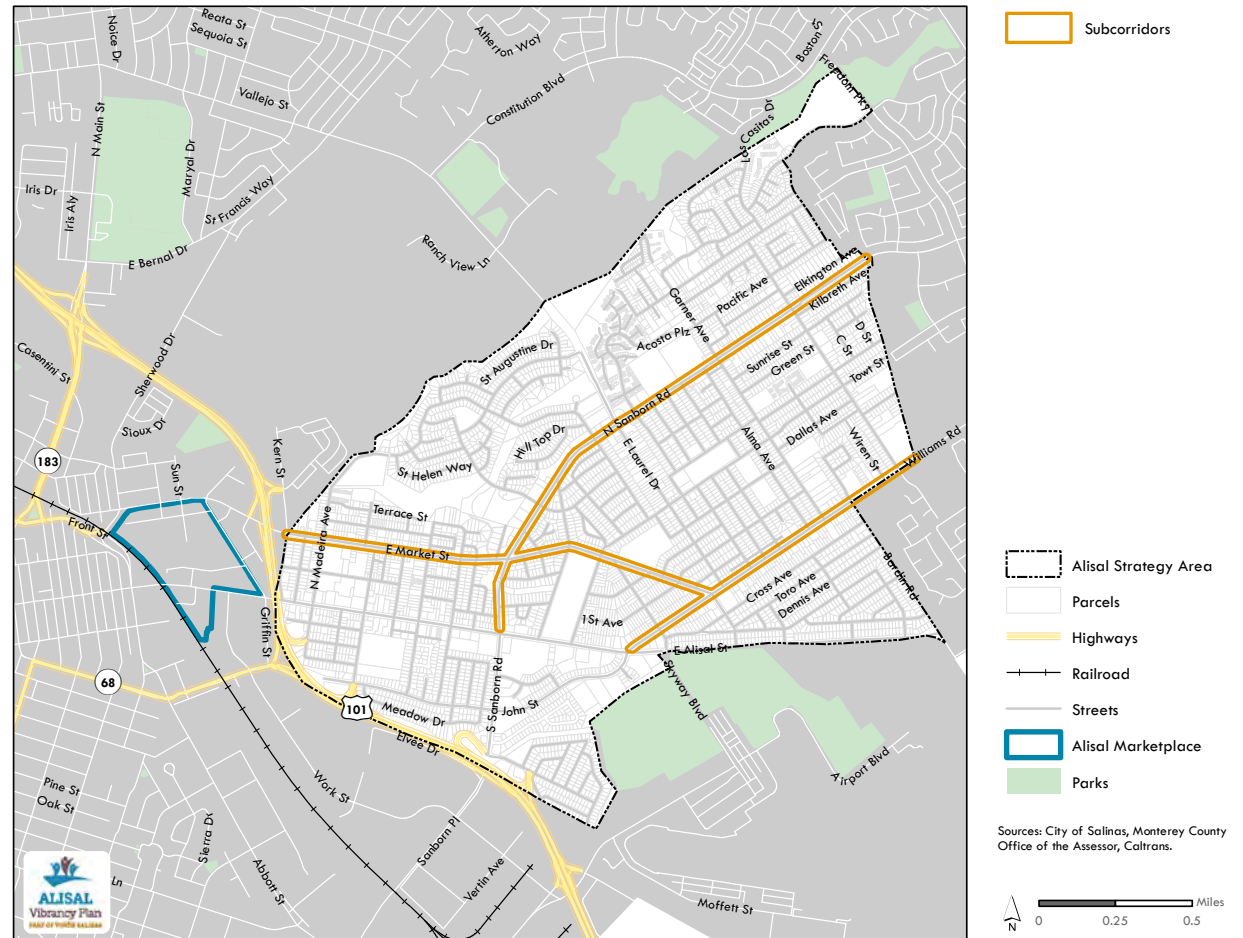 Subcorridors
Noice Dr
Reata St
Sequoia St
Atherton Way
Boston St
Freedom Pky
Vallejo St
Constitution Blvd
Los Casitas Dr
N Main St
Maryal Dr
Iris Dr
Iris Aly
St Francis Way
E Bernal Dr
Ranch View Ln
Elkington Ave
Pacific Ave
Kilbreth Ave
Garner Ave
Acosta Plz
D St
C St
Sunrise St
Green St
Towt St
Casentini St
Sherwood Dr
St Augustine Dr
N Sanborn Rd
Hill Top Dr
Dallas Ave
Alma Ave
Wiren St
Williams Rd
Sioux Dr
Kern St
E Laurel Dr
183
Sun St
St Helen Way
Front St
Terrace St
N Madeira Ave
E Market St
Bardin Rd
Cross Ave
Toro Ave
Dennis Ave
Griffin St
1St Ave
E Alisal St
Skyway Blvd
68
S Sanborn Rd
101
Meadow Dr
John St
Elvee Dr
Airport Blvd
Work St
Pine St
Oak St
Sierra Dr
Sanborn Pl
Abbott St
Vertin Ave
Ln
Moffett St
ALISAL
Vibrancy Plan
PART OF VISIÓN SALINAS
Alisal Strategy Area
Parcels
Highways
Railroad
Streets
Alisal Marketplace
Parks
Sources: City of Salinas, Monterey County
Office of the Assessor, Caltrans.
N
Miles
0
0.25
0.5